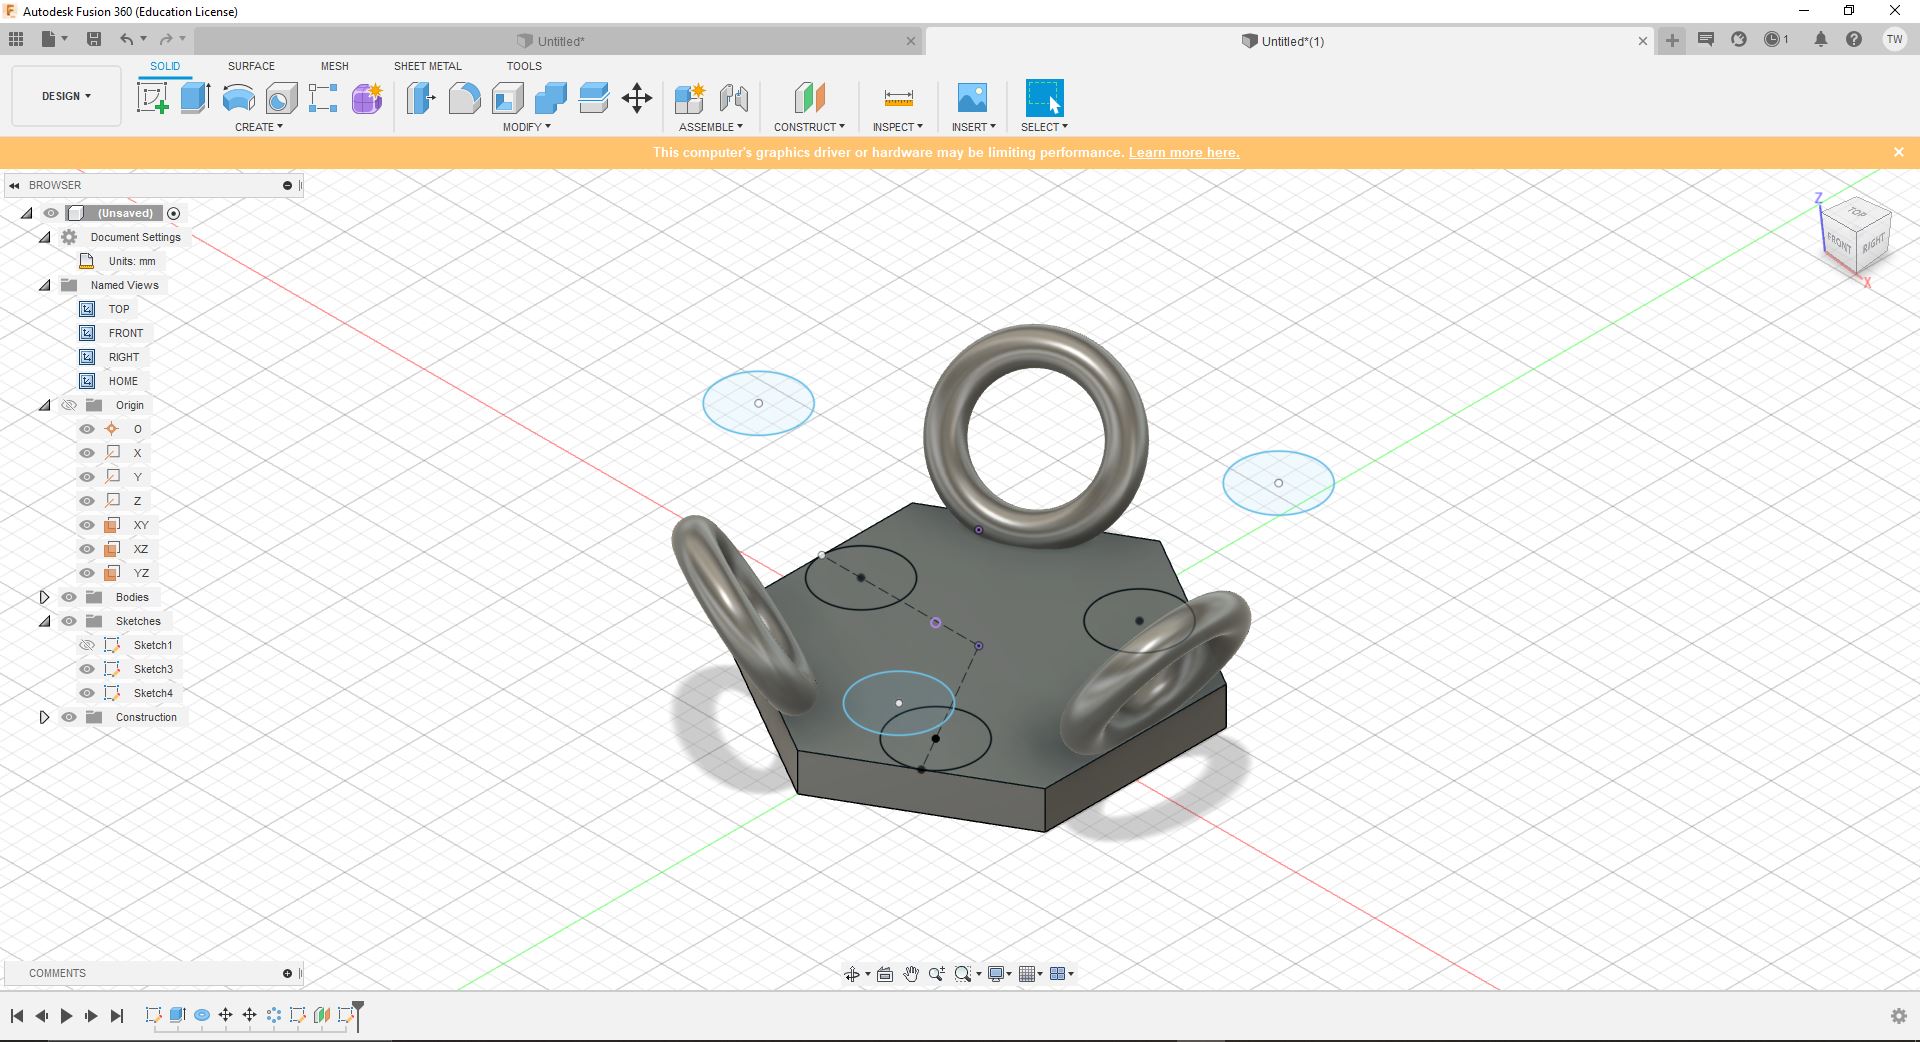 Autodesk Fusion 360 (Education License)
Untitled*
Untitled*(1)
1
TW
DESIGN
SOLID
SURFACE
MESH
SHEET METAL
TOOLS
CREATE
MODIFY
ASSEMBLE
CONSTRUCT
INSPECT
INSERT
SELECT
This computer's graphics driver or hardware may be limiting performance. Learn more here.
BROWSER
(Unsaved)
Document Settings
Units: mm
Named Views
TOP
FRONT
RIGHT
HOME
Origin
O
X
Y
Z
XY
XZ
YZ
Bodies
Sketches
Sketch1
Sketch3
Sketch4
Construction
Z
TOP
FRONT
RIGHT
X
COMMENTS